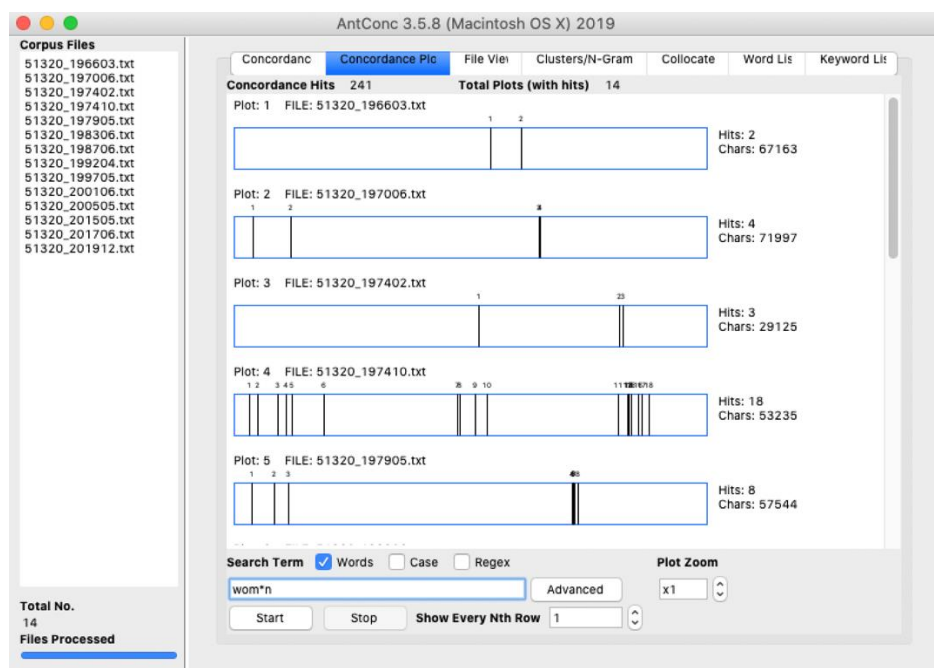 AntConc 3.5.8 (Macintosh OS X) 2019
Corpus Files
51320_196603.txt
51320_197006.txt
51320_197402.txt
51320_197410.txt
51320_197905.txt
51320_198306.txt
51320_198706.txt
51320_199204.txt
51320_199705.txt
51320_200106.txt
51320_200505.txt
51320_201505.txt
51320_201706.txt
51320_201912.txt
Total No.
14
Files Processed
Concordanc Concordance Plo File View Clusters/N-Gram Collocate Word Lis Keyword Lis
Concordance Hits 241 Total Plots (with hits) 14
Plot: 1 FILE: 51320_196603.txt
1 2
Hits: 2
Chars: 67163
Plot: 2 FILE: 51320_197006.txt
1 2
Hits: 4
Chars: 71997
Plot: 3 FILE: 51320_197402.txt
1 23
Hits: 3
Chars: 29125
Plot: 4 FILE: 51320_197410.txt
1 2 3 4 5 6 7 8 9 10
Hits: 18
Chars: 53235
Plot: 5 FILE: 51320_197905.txt
1 2 3 8
Hits: 8
Chars: 57544
Search Term Words Case Regex Plot Zoom
wom*n Advanced x1
Start Stop Show Every Nth Row 1